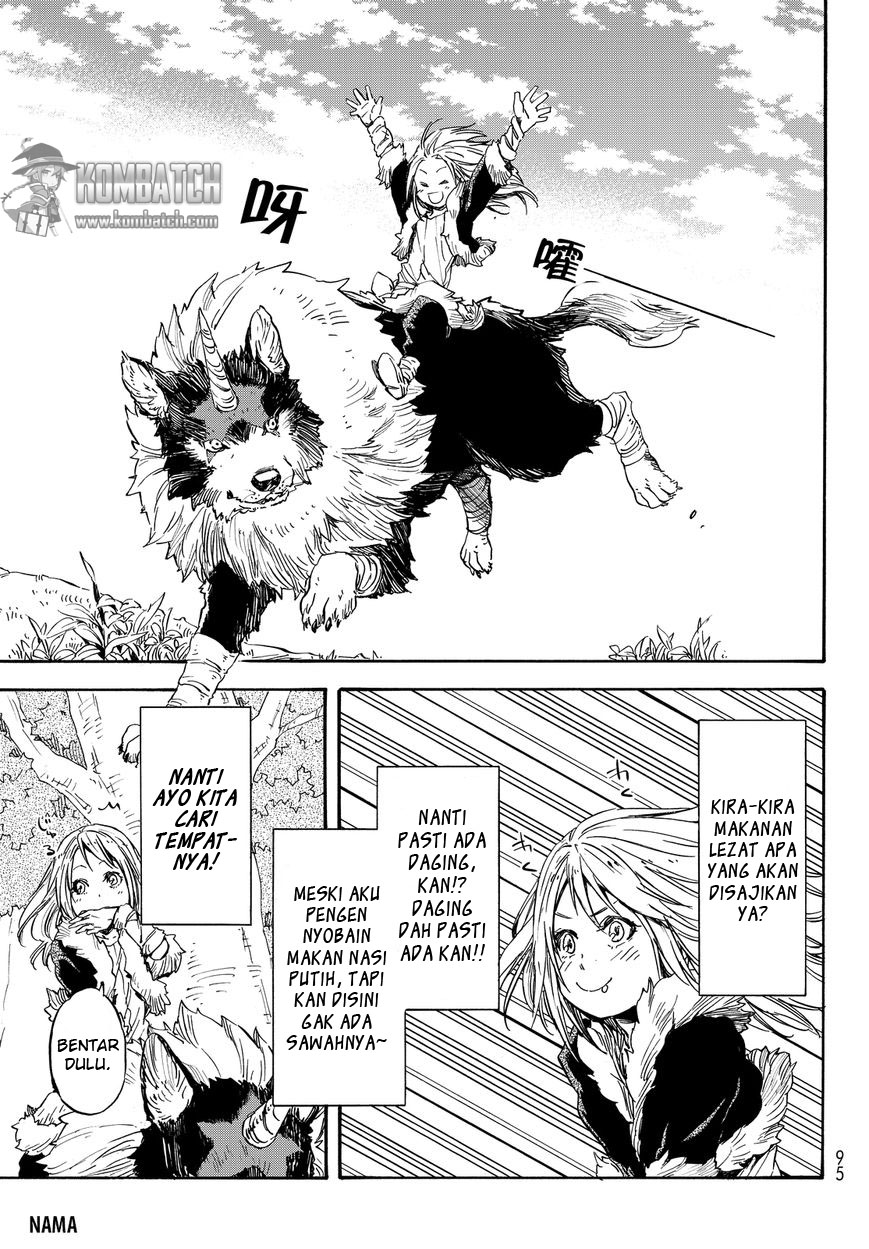 KOMBATCH
www.kombatch.com
呀
嚯
KIRA-KIRA
MAKANAN
LEZAT APA
YANG AKAN
DISAJIKAN
YA?
NANTI
PASTI ADA
DAGING,
KAN!?
DAGING
DAH PASTI
ADA KAN!!
MESKI AKU
PENGEN
NYOBAIN
MAKAN NASI
PUTIH, TAPI
KAN DISINI
GAK ADA
SAWAHNYA~
NANTI
AYO KITA
CARI
TEMPAT-
NYA!
BENTAR
DULU.
95
NAMA